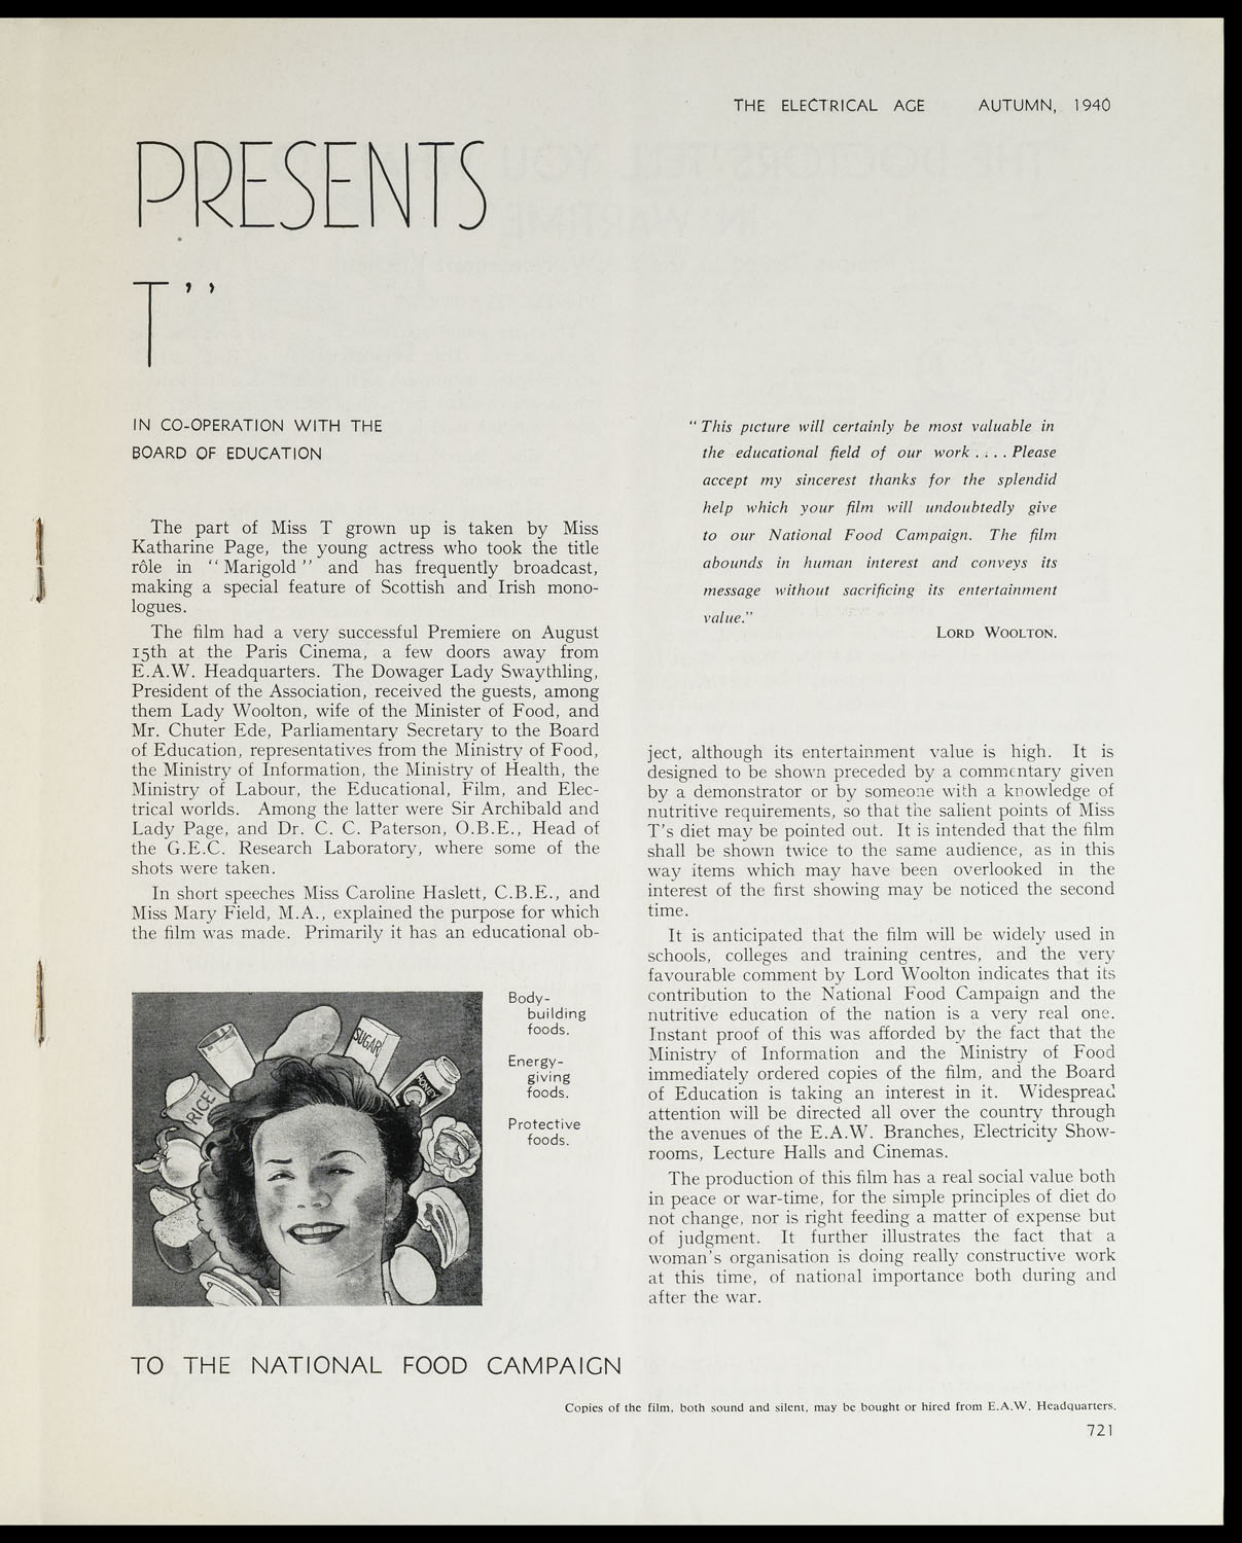 THE ELECTRICAL AGE AUTUMN, 1940
PRESENTS
T’’
IN CO-OPERATION WITH THE
BOARD OF EDUCATION
The part of Miss T grown up is taken by Miss
Katharine Page, the young actress who took the title
rôle in “Marigold” and has frequently broadcast,
making a special feature of Scottish and Irish mono-
logues.
The film had a very successful Premiere on August
15th at the Paris Cinema, a few doors away from
E.A.W. Headquarters. The Dowager Lady Swaythling,
President of the Association, received the guests, among
them Lady Woolton, wife of the Minister of Food, and
Mr. Chuter Ede, Parliamentary Secretary to the Board
of Education, representatives from the Ministry of Food,
the Ministry of Information, the Ministry of Health, the
Ministry of Labour, the Educational, Film, and Elec-
trical worlds. Among the latter were Sir Archibald and
Lady Page, and Dr. C. C. Paterson, O.B.E., Head of
the G.E.C. Research Laboratory, where some of the
shots were taken.
In short speeches Miss Caroline Haslett, C.B.E., and
Miss Mary Field, M.A., explained the purpose for which
the film was made. Primarily it has an educational ob-
SUGAR
HONEY
RICE
Body-
building
foods.
Energy-
giving
foods.
Protective
foods.
“This picture will certainly be most valuable in
the educational field of our work .... Please
accept my sincerest thanks for the splendid
help which your film will undoubtedly give
to our National Food Campaign. The film
abounds in human interest and conveys its
message without sacrificing its entertainment
value.”
LORD WOOLTON.
ject, although its entertainment value is high. It is
designed to be shown preceded by a commentary given
by a demonstrator or by someone with a knowledge of
nutritive requirements, so that the salient points of Miss
T's diet may be pointed out. It is intended that the film
shall be shown twice to the same audience, as in this
way items which may have been overlooked in the
interest of the first showing may be noticed the second
time.
It is anticipated that the film will be widely used in
schools, colleges and training centres, and the very
favourable comment by Lord Woolton indicates that its
contribution to the National Food Campaign and the
nutritive education of the nation is a very real one.
Instant proof of this was afforded by the fact that the
Ministry of Information and the Ministry of Food
immediately ordered copies of the film, and the Board
of Education is taking an interest in it. Widespread
attention will be directed all over the country through
the avenues of the E.A.W. Branches, Electricity Show-
rooms, Lecture Halls and Cinemas.
The production of this film has a real social value both
in peace or war-time, for the simple principles of diet do
not change, nor is right feeding a matter of expense but
of judgment. It further illustrates the fact that a
woman's organisation is doing really constructive work
at this time, of national importance both during and
after the war.
TO THE NATIONAL FOOD CAMPAIGN
Copies of the film, both sound and silent, may be bought or hired from E.A.W. Headquarters.
721